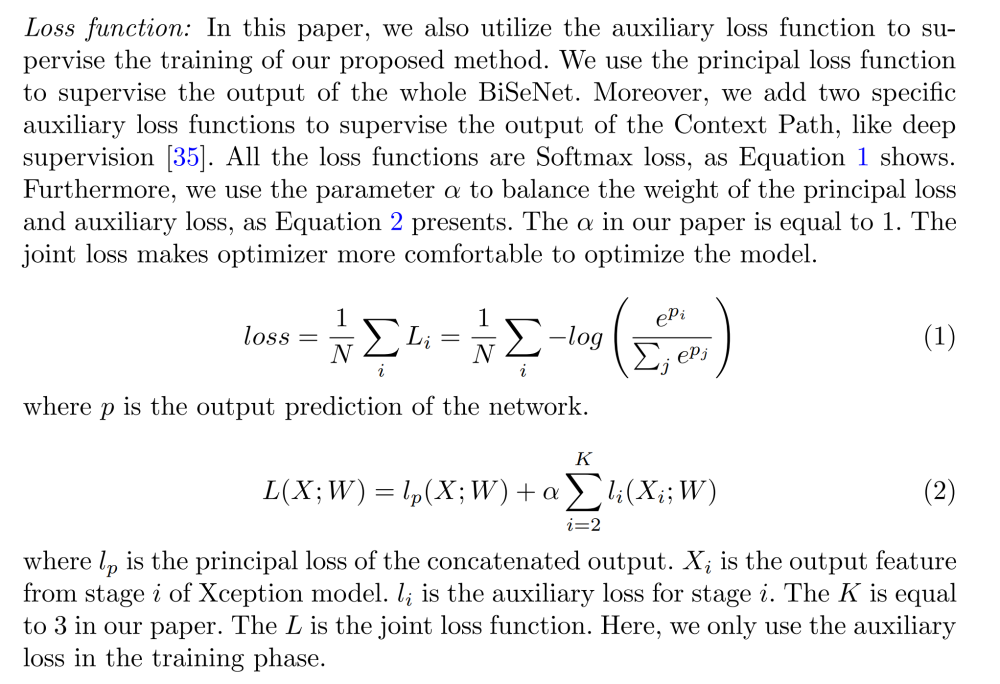 Loss function: In this paper, we also utilize the auxiliary loss function to su-
pervise the training of our proposed method. We use the principal loss function
to supervise the output of the whole BiSeNet. Moreover, we add two specific
auxiliary loss functions to supervise the output of the Context Path, like deep
supervision [35]. All the loss functions are Softmax loss, as Equation 1 shows.
Furthermore, we use the parameter α to balance the weight of the principal loss
and auxiliary loss, as Equation 2 presents. The α in our paper is equal to 1. The
joint loss makes optimizer more comfortable to optimize the model.
loss = \frac{1}{N} \sum_{i} L_i = \frac{1}{N} \sum_{i} -log \left( \frac{e^{p_i}}{\sum_j e^{p_j}} \right) (1)
where p is the output prediction of the network.
L(X; W) = l_p(X; W) + α \sum_{i=2}^{K} l_i(X_i; W) (2)
where l_p is the principal loss of the concatenated output. X_i is the output feature
from stage i of Xception model. l_i is the auxiliary loss for stage i. The K is equal
to 3 in our paper. The L is the joint loss function. Here, we only use the auxiliary
loss in the training phase.